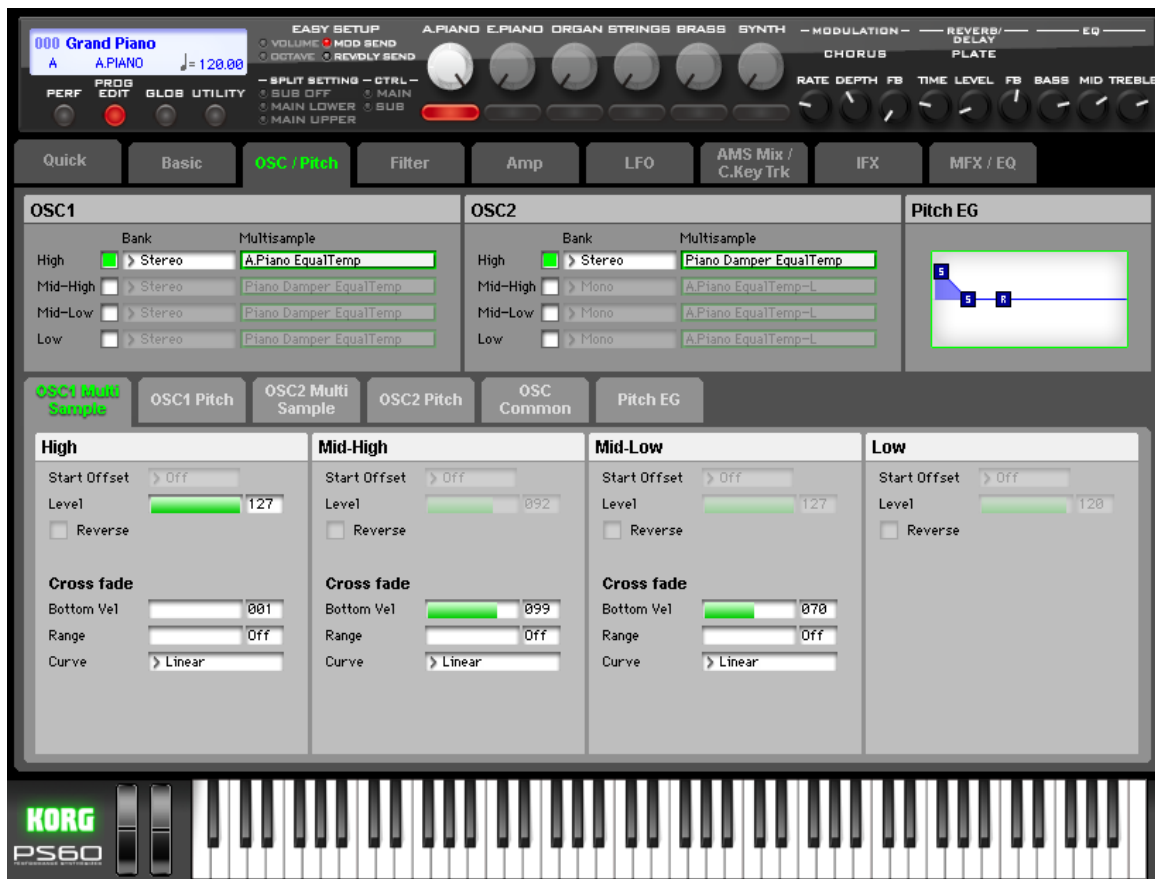 000 Grand Piano
A A.PIANO ♩= 120.00
PERF PROG EDIT GLOB UTILITY
EASY SETUP
VOLUME MOD SEND
OCTAVE REV/DLY SEND
SPLIT SETTING CTRL
SUB OFF MAIN
MAIN LOWER SUB
MAIN UPPER
A.PIANO E.PIANO ORGAN STRINGS BRASS SYNTH
MODULATION REVERB/DELAY EQ
CHORUS PLATE
RATE DEPTH FB TIME LEVEL FB BASS MID TREBLE
Quick Basic OSC / Pitch Filter Amp LFO AMS Mix / C.Key Trk IFX MFX / EQ
OSC1
Bank Multisample
High > Stereo A.Piano EqualTemp
Mid-High > Stereo Piano Damper EqualTemp
Mid-Low > Stereo Piano Damper EqualTemp
Low > Stereo Piano Damper EqualTemp
OSC2
Bank Multisample
High > Stereo Piano Damper EqualTemp
Mid-High > Mono A.Piano EqualTemp-L
Mid-Low > Mono A.Piano EqualTemp-L
Low > Mono A.Piano EqualTemp-L
Pitch EG
S
S R
OSC1 Multi Sample
OSC1 Pitch
OSC2 Multi Sample
OSC2 Pitch
OSC Common
Pitch EG
High
Start Offset > Off
Level 127
Reverse
Cross fade
Bottom Vel 001
Range Off
Curve > Linear
Mid-High
Start Offset > Off
Level 092
Reverse
Cross fade
Bottom Vel 099
Range Off
Curve > Linear
Mid-Low
Start Offset > Off
Level 127
Reverse
Cross fade
Bottom Vel 070
Range Off
Curve > Linear
Low
Start Offset > Off
Level 120
Reverse
KORG
PS60
PERFORMANCE SYNTHESIZER